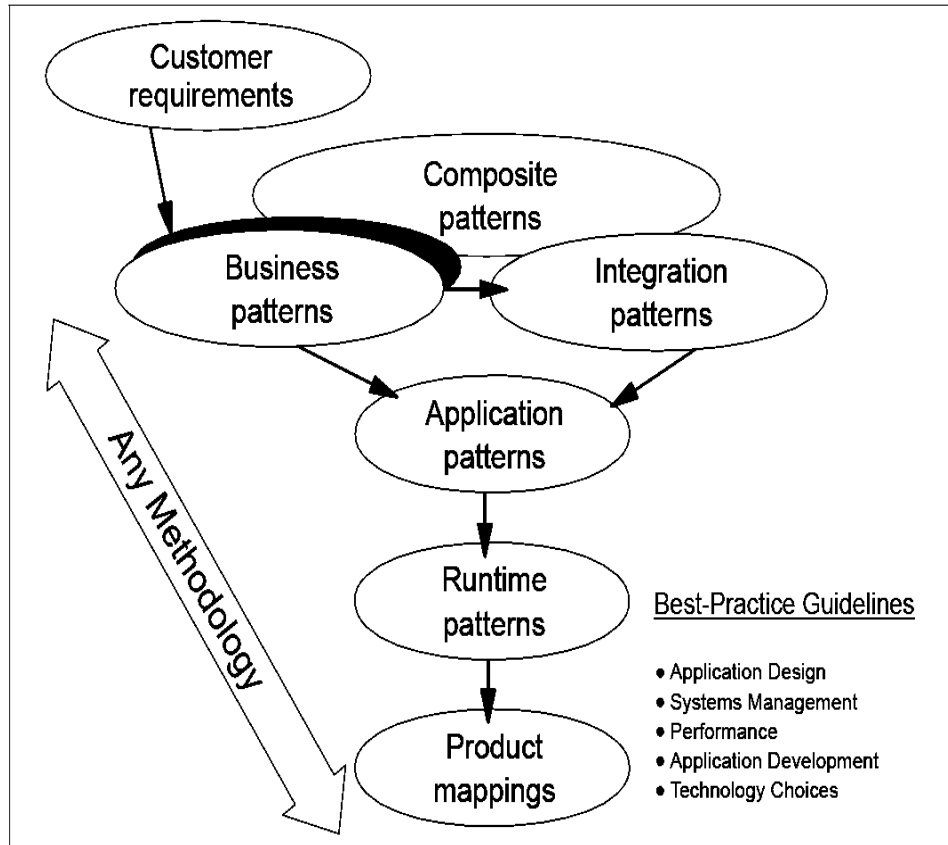 Customer
requirements
Composite
patterns
Business
patterns
Integration
patterns
Application
patterns
Any Methodology
Runtime
patterns
Best-Practice Guidelines
● Application Design
● Systems Management
● Performance
● Application Development
● Technology Choices
Product
mappings